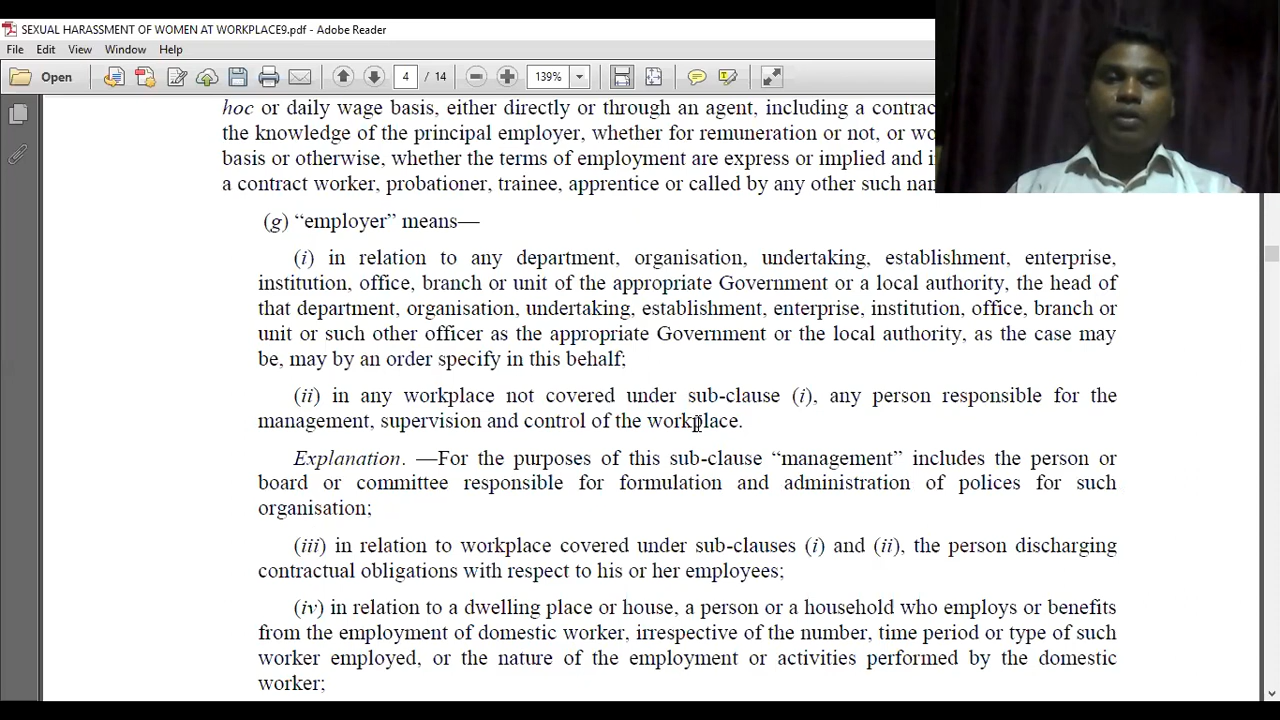 SEXUAL HARASSMENT OF WOMEN AT WORKPLACE9.pdf - Adobe Reader
File Edit View Window Help
Open 4 / 14 139%
hoc or daily wage basis, either directly or through an agent, including a contrac
the knowledge of the principal employer, whether for remuneration or not, or wo
basis or otherwise, whether the terms of employment are express or implied and i
a contract worker, probationer, trainee, apprentice or called by any other such nam
(g) “employer” means—
(i) in relation to any department, organisation, undertaking, establishment, enterprise,
institution, office, branch or unit of the appropriate Government or a local authority, the head of
that department, organisation, undertaking, establishment, enterprise, institution, office, branch or
unit or such other officer as the appropriate Government or the local authority, as the case may
be, may by an order specify in this behalf;
(ii) in any workplace not covered under sub-clause (i), any person responsible for the
management, supervision and control of the workplace.
Explanation. —For the purposes of this sub-clause “management” includes the person or
board or committee responsible for formulation and administration of polices for such
organisation;
(iii) in relation to workplace covered under sub-clauses (i) and (ii), the person discharging
contractual obligations with respect to his or her employees;
(iv) in relation to a dwelling place or house, a person or a household who employs or benefits
from the employment of domestic worker, irrespective of the number, time period or type of such
worker employed, or the nature of the employment or activities performed by the domestic
worker;